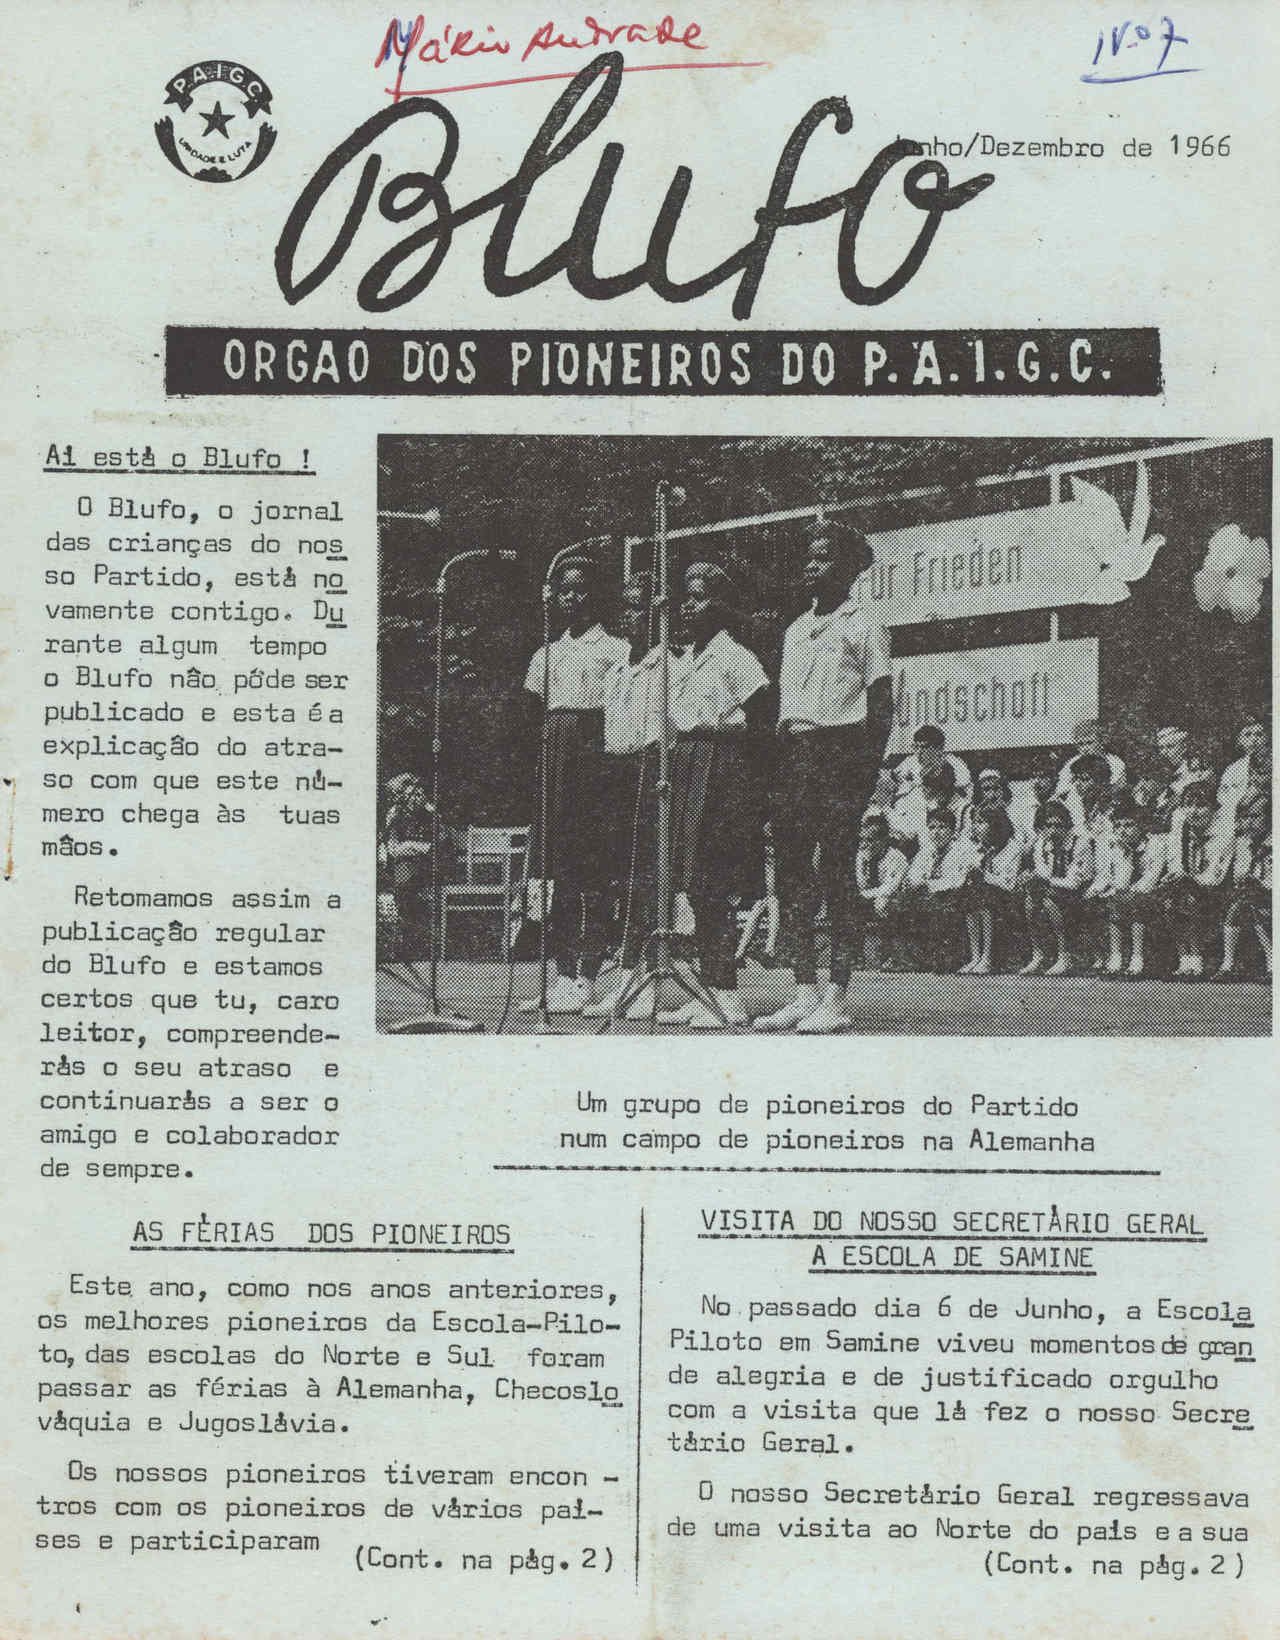 Mário Andrade
IV-07
P.A.I.G.C
UNIDADE E LUTA
Blufo
Junho/Dezembro de 1966
ORGAO DOS PIONEIROS DO P.A.I.G.C.
Aí está o Blufo !
O Blufo, o jornal
das crianças do nos
so Partido, está no
vamente contigo. Du
rante algum tempo
o Blufo não pôde ser
publicado e esta é a
explicação do atra-
so com que este nú-
mero chega às tuas
mãos.
Retomamos assim a
publicação regular
do Blufo e estamos
certos que tu, caro
leitor, compreende-
rás o seu atraso e
continuarás a ser o
amigo e colaborador
de sempre.
ur Frieden
undschaft
Um grupo de pioneiros do Partido
num campo de pioneiros na Alemanha
AS FÉRIAS DOS PIONEIROS
Este ano, como nos anos anteriores,
os melhores pioneiros da Escola-Pilo-
to, das escolas do Norte e Sul foram
passar as férias à Alemanha, Checoslo
váquia e Jugoslávia.
Os nossos pioneiros tiveram encon -
tros com os pioneiros de vários paí-
ses e participaram
(Cont. na pág. 2)
VISITA DO NOSSO SECRETÁRIO GERAL
A ESCOLA DE SAMINE
No passado dia 6 de Junho, a Escola
Piloto em Samine viveu momentos de gran
de alegria e de justificado orgulho
com a visita que lá fez o nosso Secre
tário Geral.
O nosso Secretário Geral regressava
de uma visita ao Norte do país e a sua
(Cont. na pág. 2)